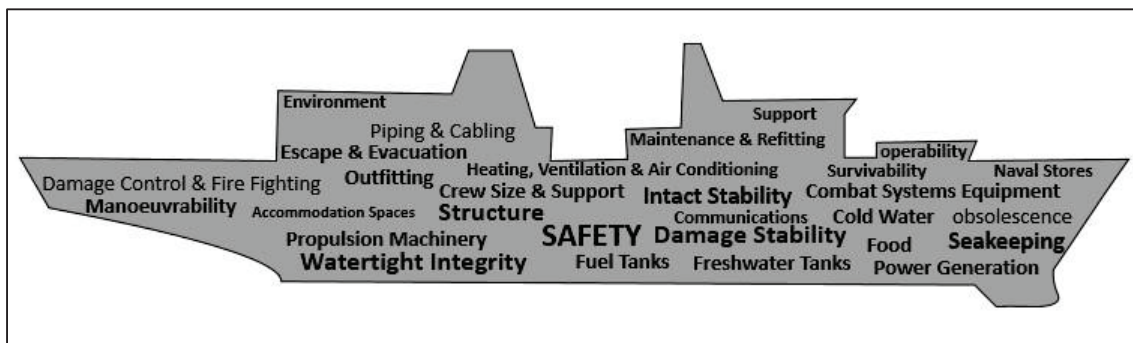 Environment
Support
Piping & Cabling
Maintenance & Refitting
Escape & Evacuation
operability
Heating, Ventilation & Air Conditioning
Survivability
Naval Stores
Damage Control & Fire Fighting
Outfitting
Crew Size & Support
Intact Stability
Combat Systems Equipment
Manoeuvrability
Accommodation Spaces
Structure
Communications
Cold Water
obsolescence
Propulsion Machinery
SAFETY
Damage Stability
Food
Seakeeping
Watertight Integrity
Fuel Tanks
Freshwater Tanks
Power Generation